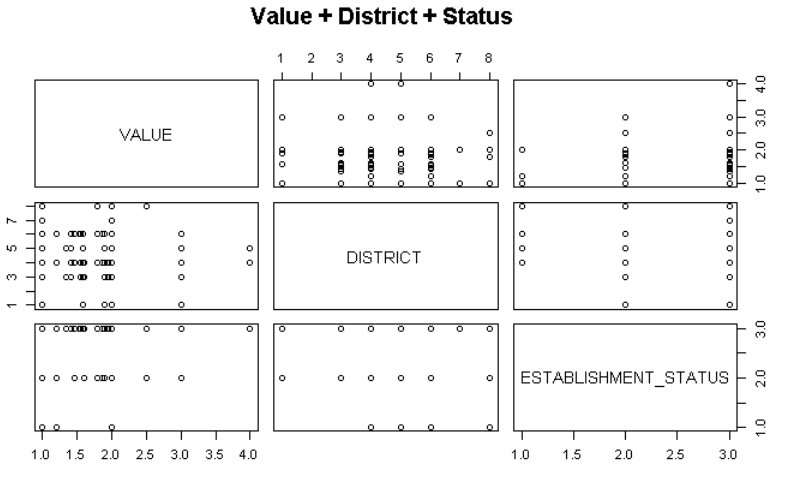 Value + District + Status
1 2 3 4 5 6 7 8
VALUE
1.0 2.0 3.0 4.0
1 3 5 7
DISTRICT
ESTABLISHMENT_STATUS
1.0 2.0 3.0
1.0 1.5 2.0 2.5 3.0 3.5 4.0
1.0 1.5 2.0 2.5 3.0